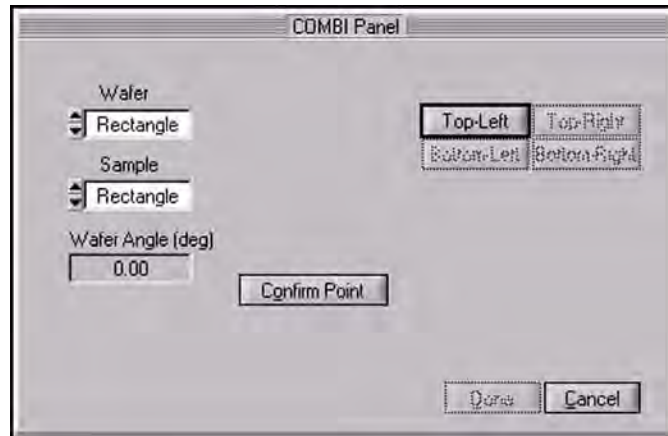 COMBI Panel
Wafer
Rectangle
Sample
Rectangle
Wafer Angle (deg)
0.00
Top-Left Top-Right
Bottom-Left Bottom-Right
Confirm Point
Done Cancel